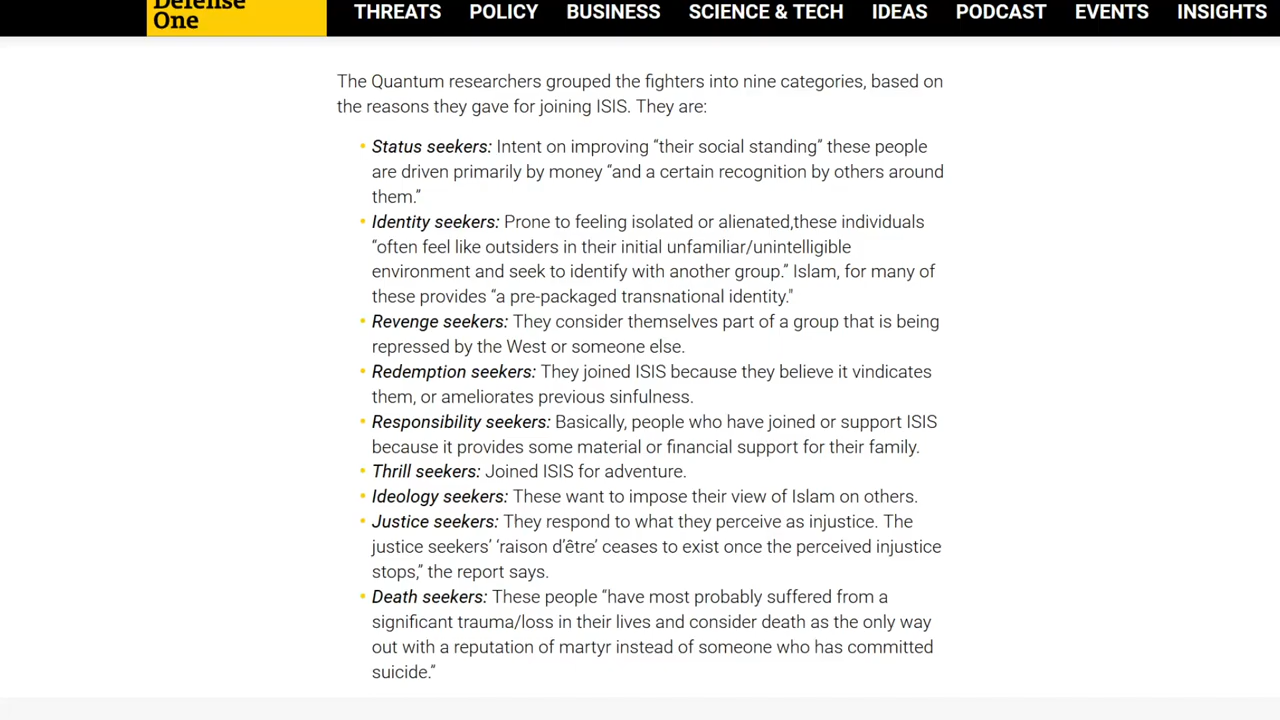 Defense
One
THREATS POLICY BUSINESS SCIENCE & TECH IDEAS PODCAST EVENTS INSIGHTS
The Quantum researchers grouped the fighters into nine categories, based on
the reasons they gave for joining ISIS. They are:
• Status seekers: Intent on improving “their social standing” these people
are driven primarily by money “and a certain recognition by others around
them.”
• Identity seekers: Prone to feeling isolated or alienated,these individuals
“often feel like outsiders in their initial unfamiliar/unintelligible
environment and seek to identify with another group.” Islam, for many of
these provides “a pre-packaged transnational identity."
• Revenge seekers: They consider themselves part of a group that is being
repressed by the West or someone else.
• Redemption seekers: They joined ISIS because they believe it vindicates
them, or ameliorates previous sinfulness.
• Responsibility seekers: Basically, people who have joined or support ISIS
because it provides some material or financial support for their family.
• Thrill seekers: Joined ISIS for adventure.
• Ideology seekers: These want to impose their view of Islam on others.
• Justice seekers: They respond to what they perceive as injustice. The
justice seekers’ ‘raison d’être’ ceases to exist once the perceived injustice
stops,” the report says.
• Death seekers: These people “have most probably suffered from a
significant trauma/loss in their lives and consider death as the only way
out with a reputation of martyr instead of someone who has committed
suicide.”